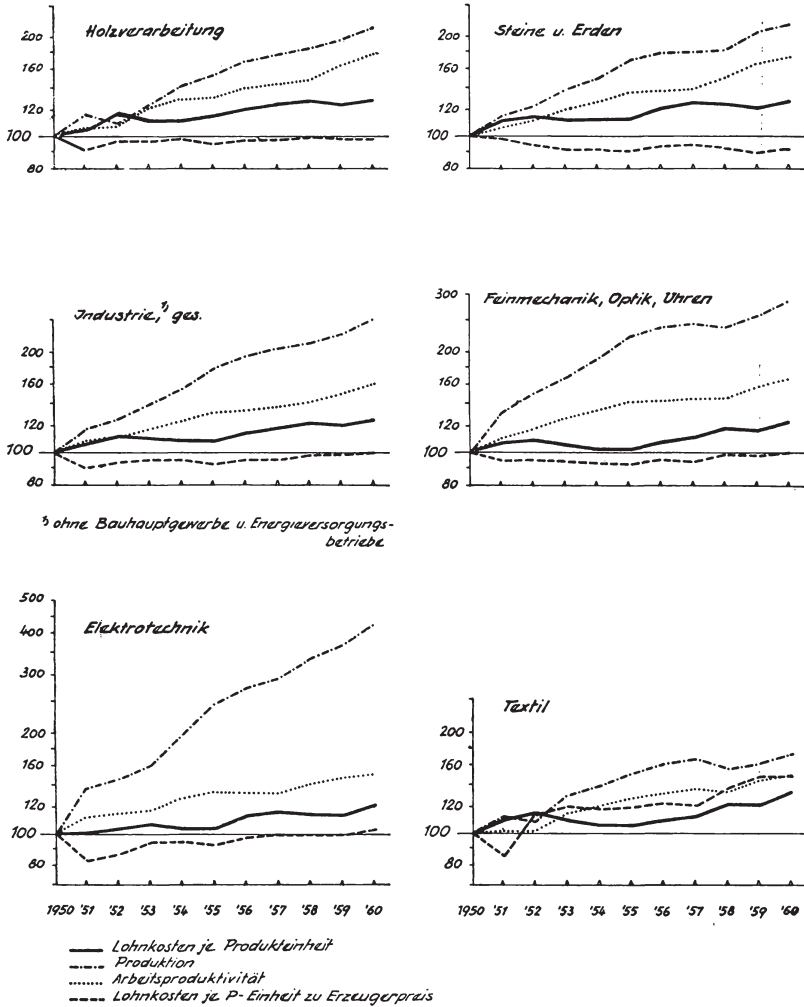 Holzverarbeitung
200
160
120
100
80
Steine u. Erden
200
160
120
100
80
Industrie,¹⁾ ges.
200
160
120
100
80
Feinmechanik, Optik, Uhren
300
200
160
120
100
80
¹⁾ ohne Bauhauptgewerbe u. Energieversorgungs-
betriebe
Elektrotechnik
500
400
300
200
160
120
100
80
1950 '51 '52 '53 '54 '55 '56 '57 '58 '59 '60
Textil
200
160
120
100
80
1950 '51 '52 '53 '54 '55 '56 '57 '58 '59 '60
Lohnkosten je Produkteinheit
Produktion
Arbeitsproduktivität
Lohnkosten je P-Einheit zu Erzeugerpreis